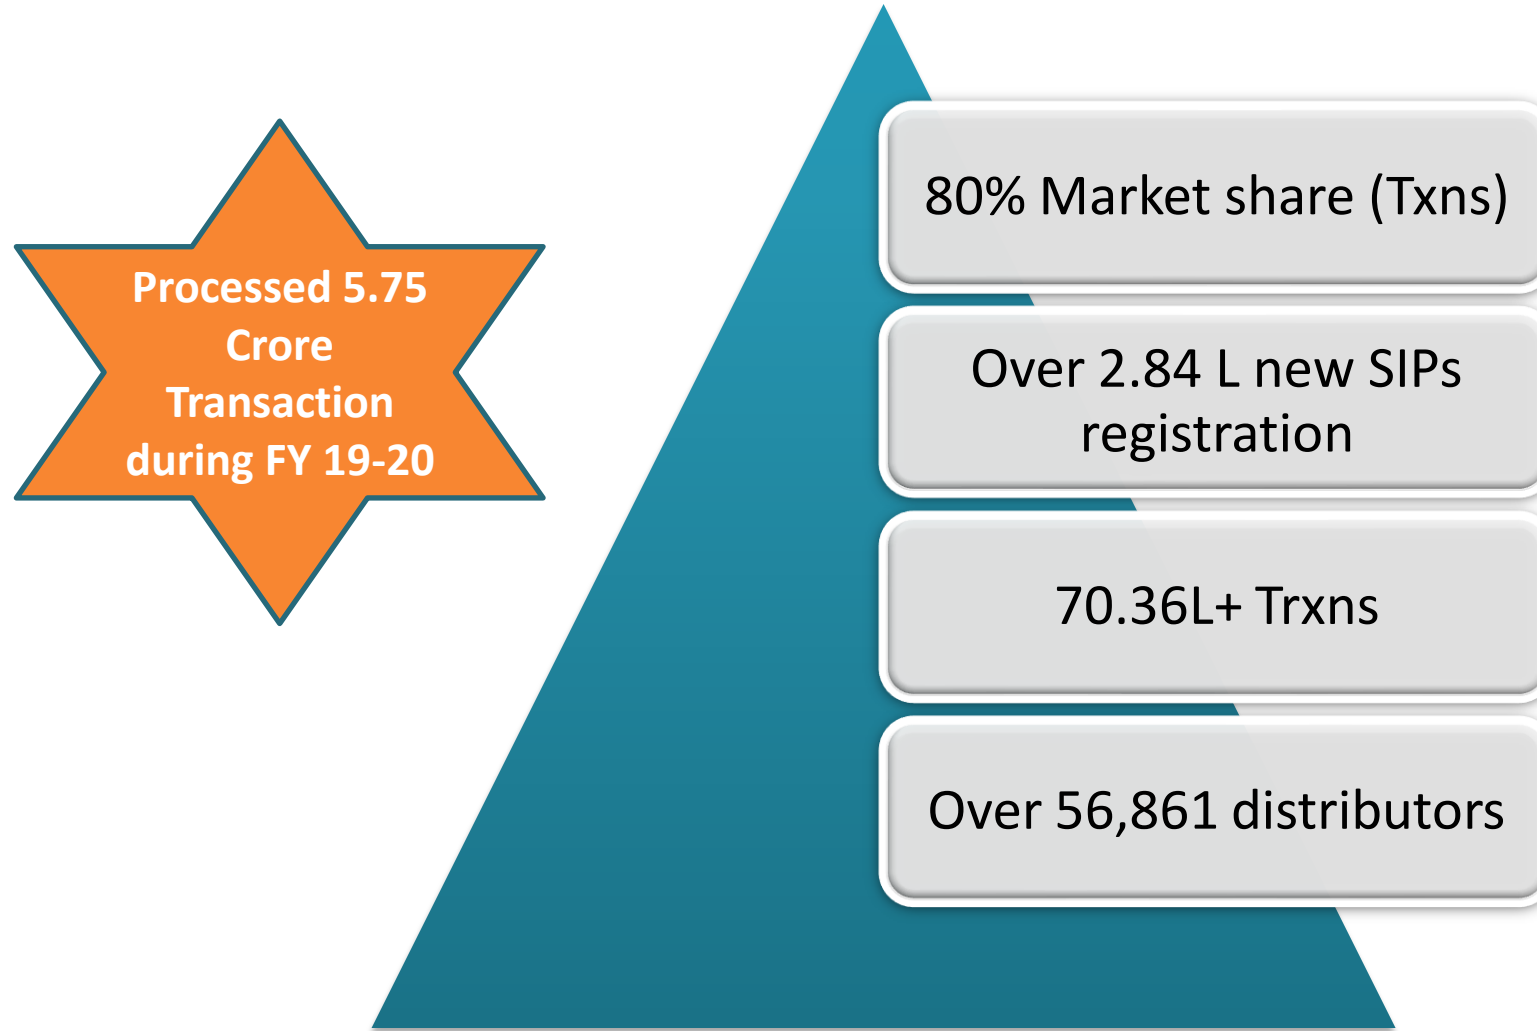 Processed 5.75
Crore
Transaction
during FY 19-20
80% Market share (Txns)
Over 2.84 L new SIPs
registration
70.36L+ Trxns
Over 56,861 distributors